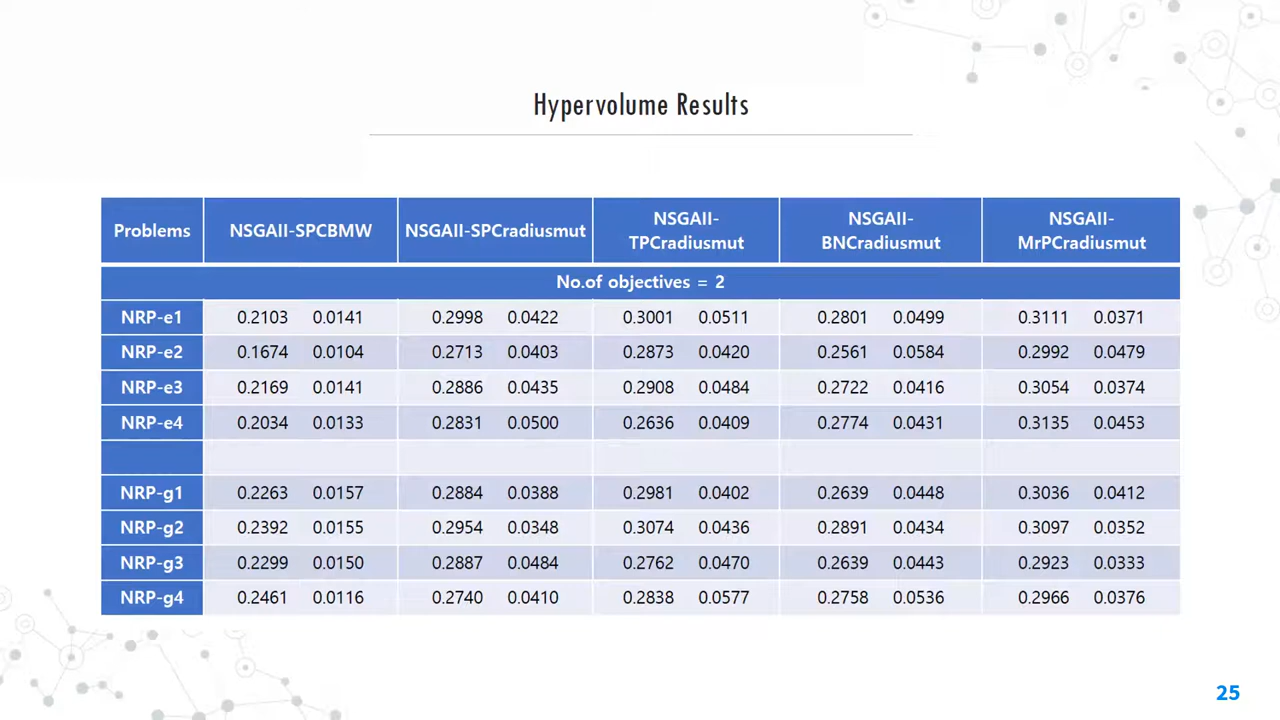 Hypervolume Results
Problems NSGAII-SPCBMW NSGAII-SPCradiusmut NSGAII-TPCradiusmut NSGAII-BNCradiusmut NSGAII-MrPCradiusmut
No.of objectives = 2
NRP-e1 0.2103 0.0141 0.2998 0.0422 0.3001 0.0511 0.2801 0.0499 0.3111 0.0371
NRP-e2 0.1674 0.0104 0.2713 0.0403 0.2873 0.0420 0.2561 0.0584 0.2992 0.0479
NRP-e3 0.2169 0.0141 0.2886 0.0435 0.2908 0.0484 0.2722 0.0416 0.3054 0.0374
NRP-e4 0.2034 0.0133 0.2831 0.0500 0.2636 0.0409 0.2774 0.0431 0.3135 0.0453
NRP-g1 0.2263 0.0157 0.2884 0.0388 0.2981 0.0402 0.2639 0.0448 0.3036 0.0412
NRP-g2 0.2392 0.0155 0.2954 0.0348 0.3074 0.0436 0.2891 0.0434 0.3097 0.0352
NRP-g3 0.2299 0.0150 0.2887 0.0484 0.2762 0.0470 0.2639 0.0443 0.2923 0.0333
NRP-g4 0.2461 0.0116 0.2740 0.0410 0.2838 0.0577 0.2758 0.0536 0.2966 0.0376
25